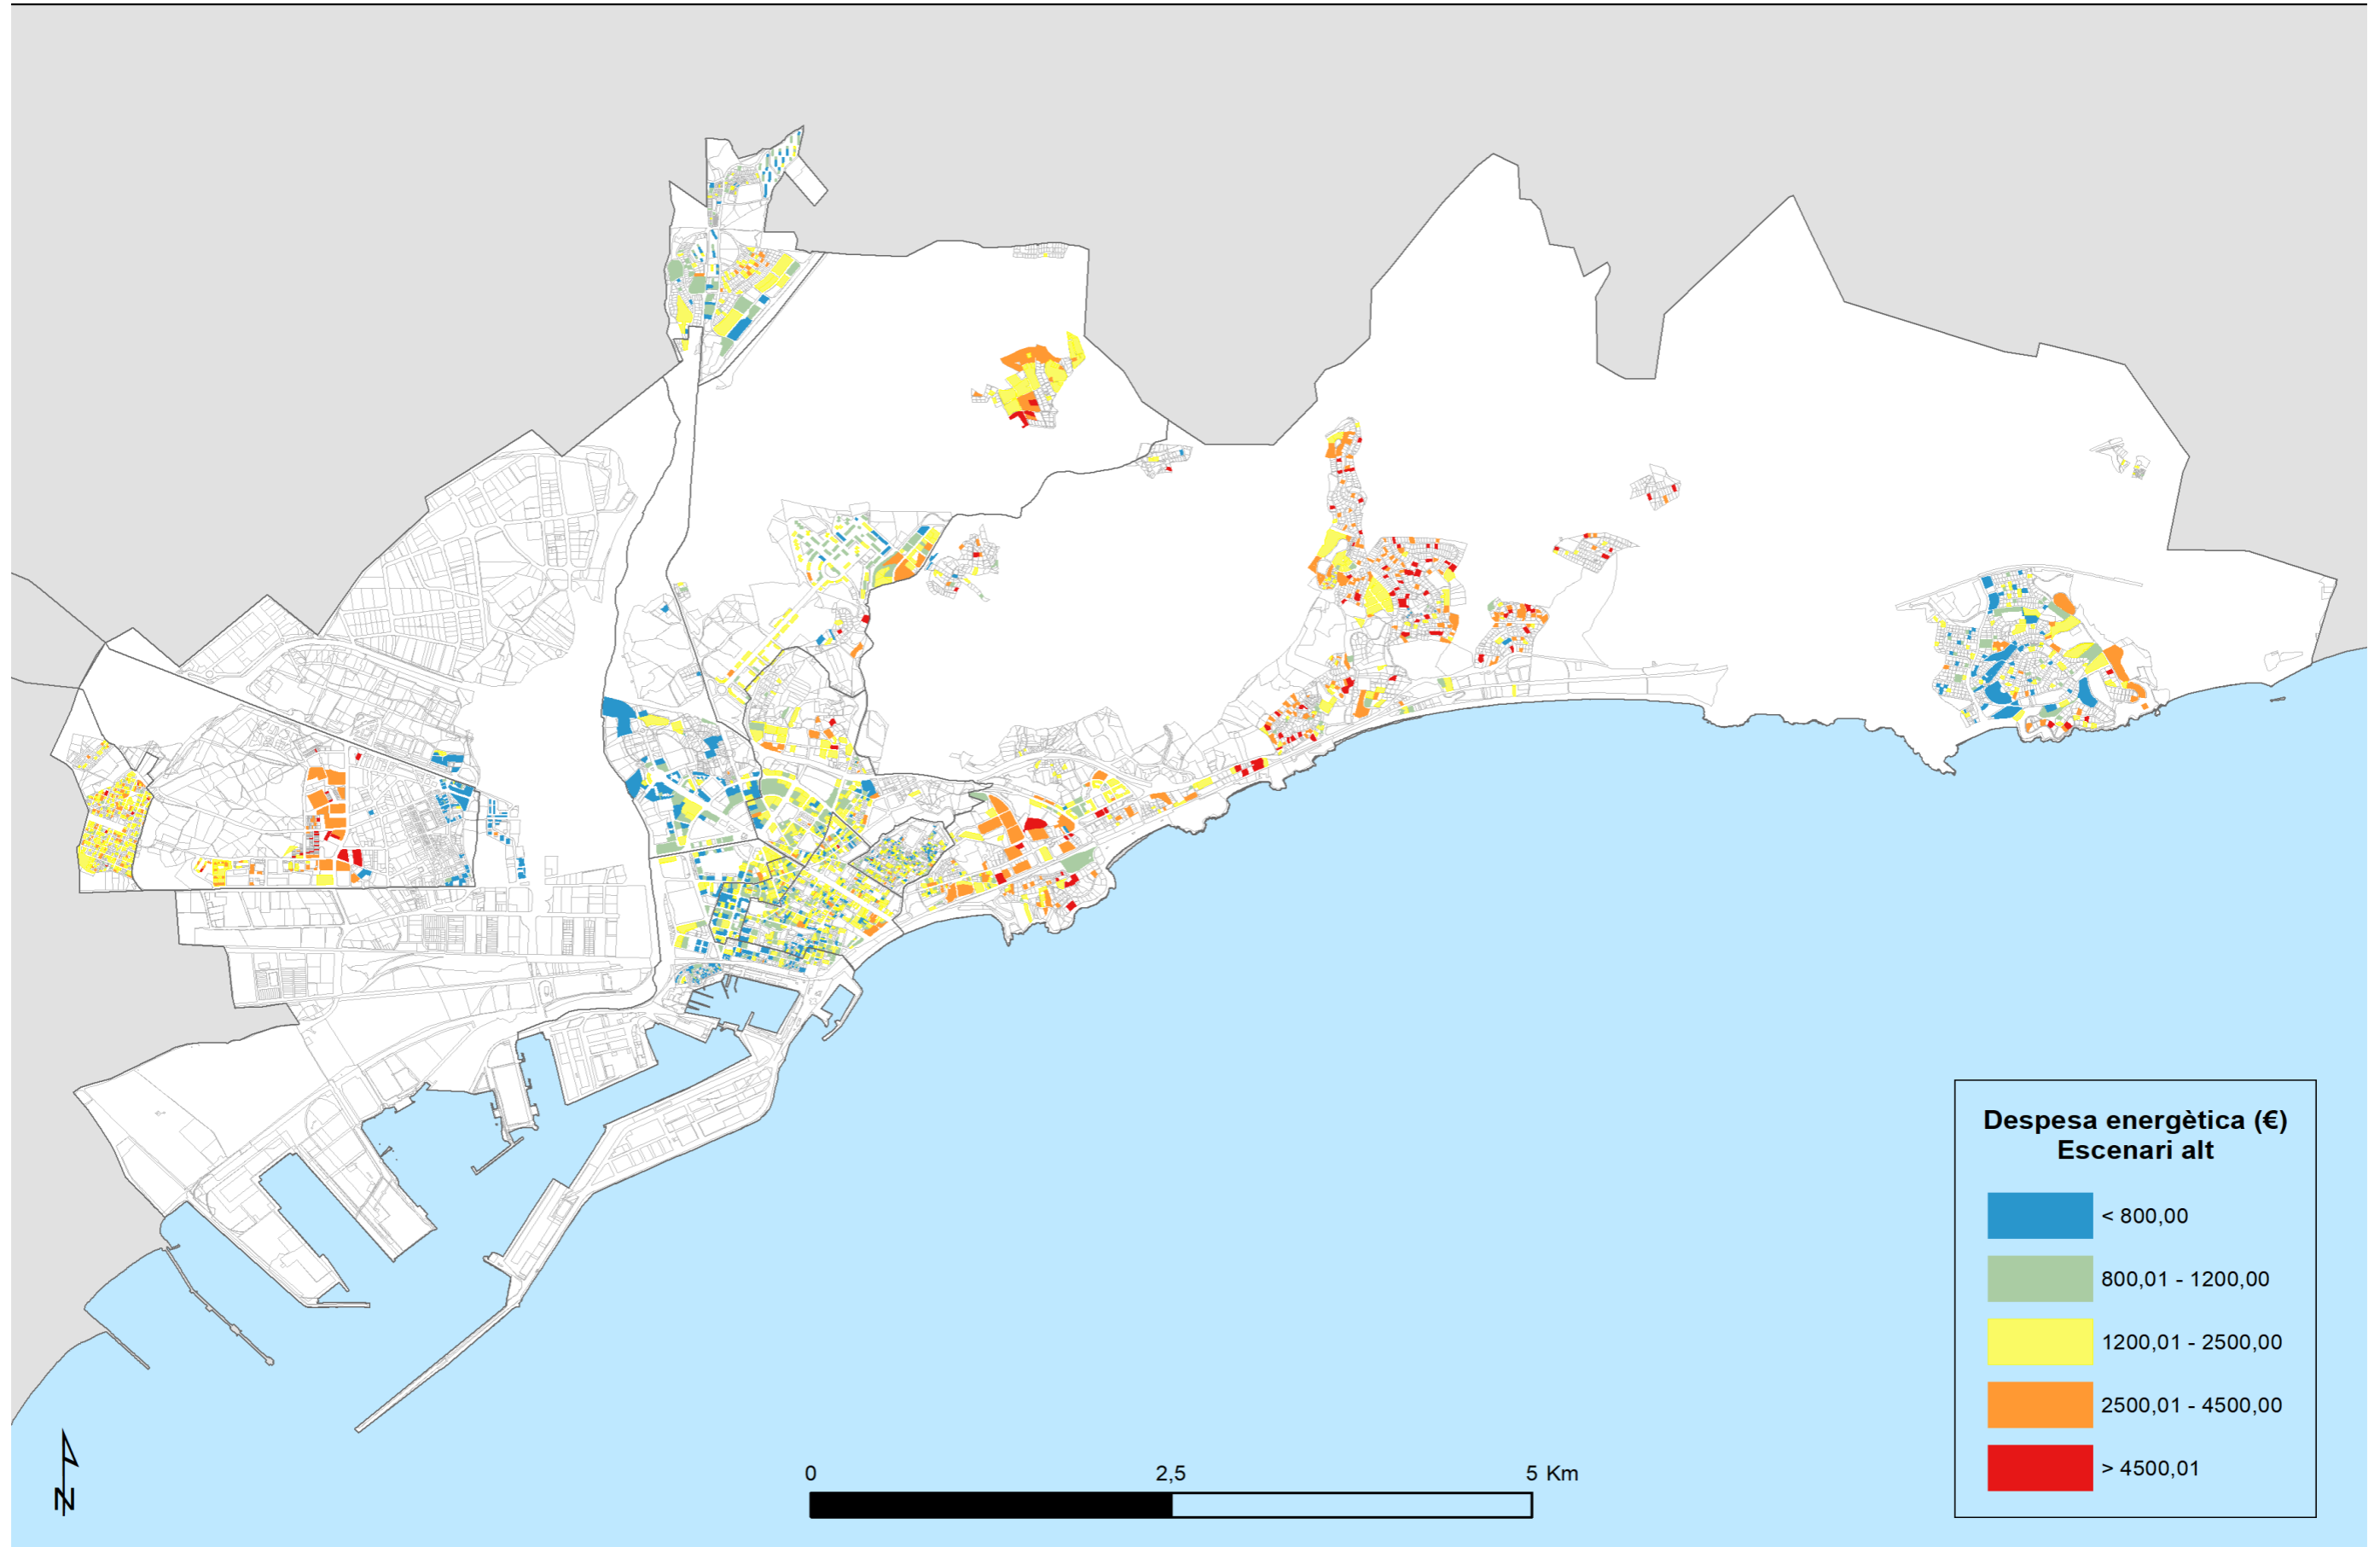 Despesa energètica (€)
Escenari alt
< 800,00
800,01 - 1200,00
1200,01 - 2500,00
2500,01 - 4500,00
> 4500,01
0 2,5 5 Km
N